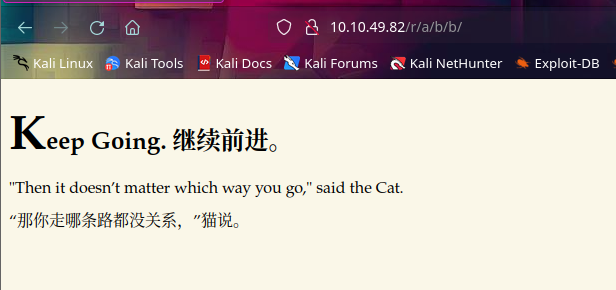 10.10.49.82/r/a/b/b/
Kali Linux Kali Tools Kali Docs Kali Forums Kali NetHunter Exploit-DB
Keep Going. 继续前进。
"Then it doesn’t matter which way you go," said the Cat.
“那你走哪条路都没关系，”猫说。